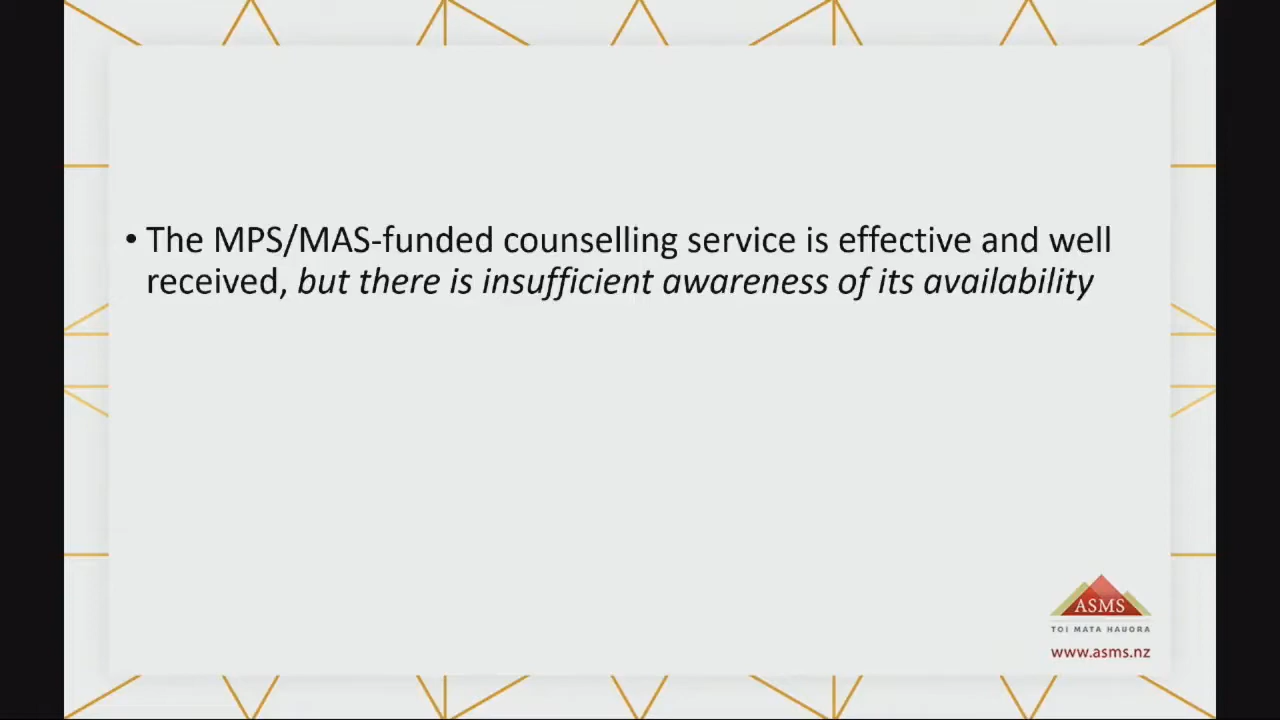 • The MPS/MAS-funded counselling service is effective and well
received, but there is insufficient awareness of its availability
ASMS
TOI MATA HAUORA
www.asms.nz